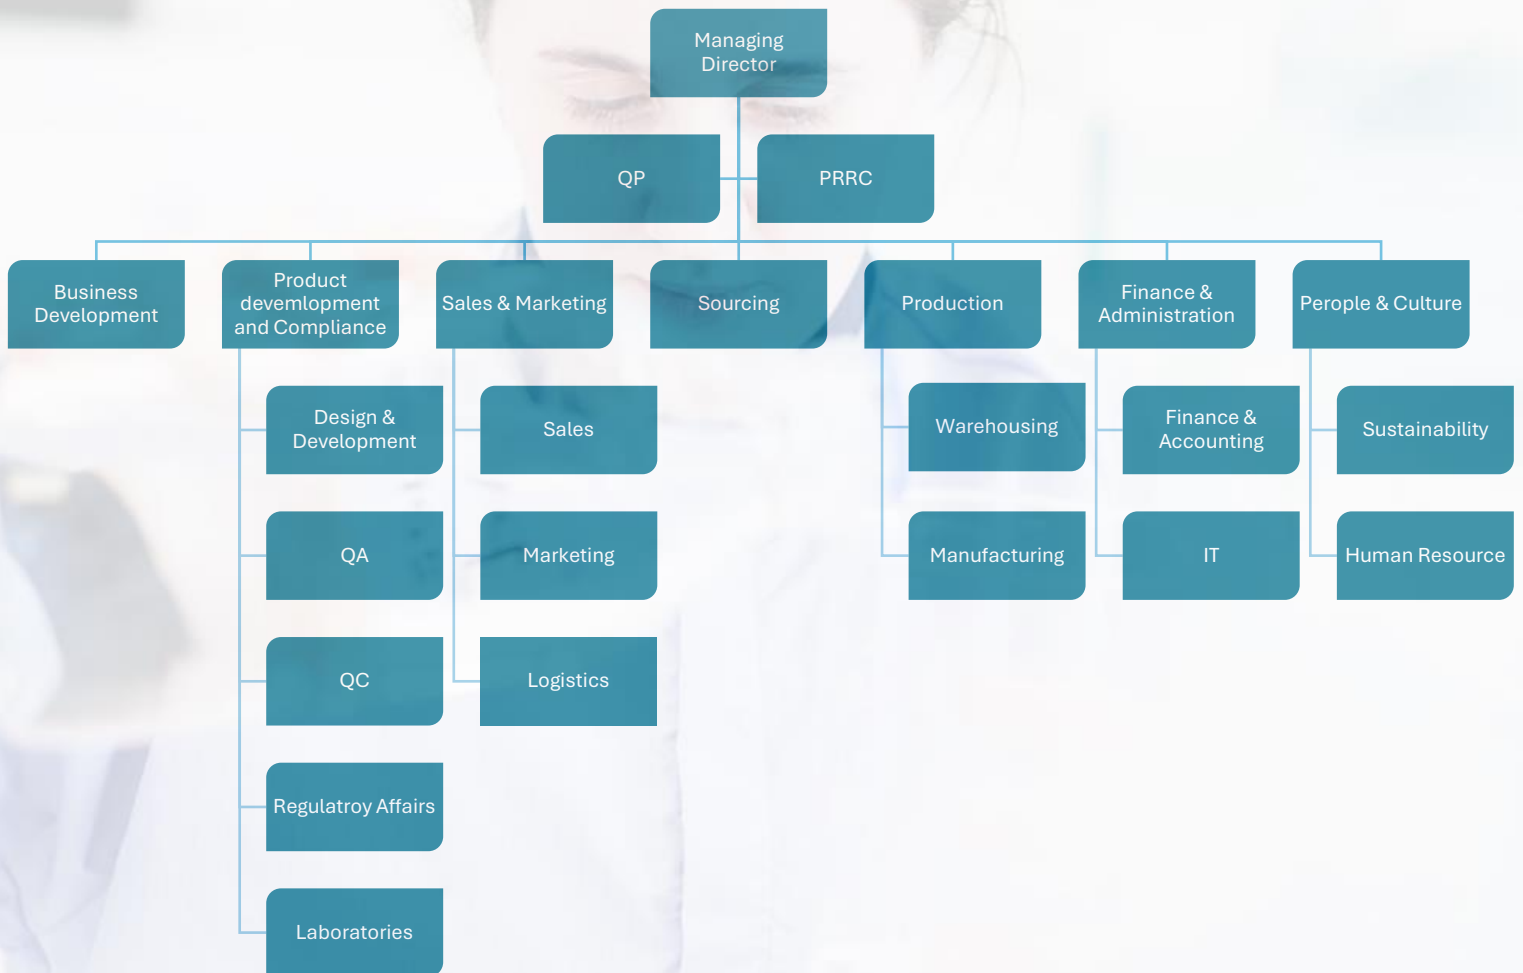 Managing
Director
QP
PRRC
Business
Development
Product
devemlopment
and Compliance
Sales & Marketing
Sourcing
Production
Finance &
Administration
Perople & Culture
Design &
Development
Sales
Warehousing
Finance &
Accounting
Sustainability
QA
Marketing
Manufacturing
IT
Human Resource
QC
Logistics
Regulatroy Affairs
Laboratories